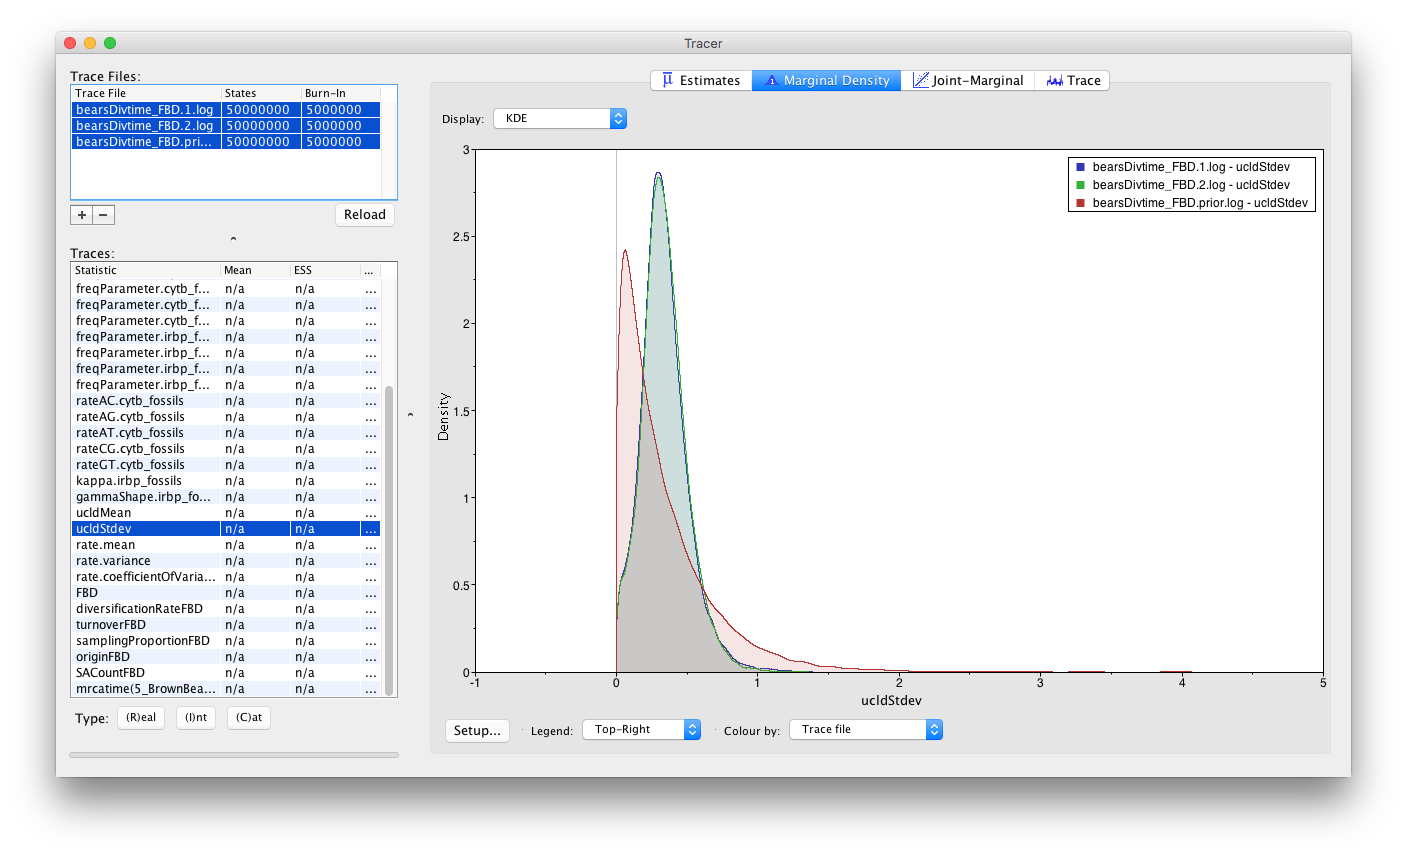 Tracer
Trace Files:
Trace File States Burn-In
bearsDivtime_FBD.1.log 50000000 5000000
bearsDivtime_FBD.2.log 50000000 5000000
bearsDivtime_FBD.pri... 50000000 5000000
+ − Reload
Traces:
Statistic Mean ESS ...
freqParameter.cytb_f... n/a n/a ...
freqParameter.cytb_f... n/a n/a ...
freqParameter.cytb_f... n/a n/a ...
freqParameter.irbp_f... n/a n/a ...
freqParameter.irbp_f... n/a n/a ...
freqParameter.irbp_f... n/a n/a ...
freqParameter.irbp_f... n/a n/a ...
rateAC.cytb_fossils n/a n/a ...
rateAG.cytb_fossils n/a n/a ...
rateAT.cytb_fossils n/a n/a ...
rateCG.cytb_fossils n/a n/a ...
rateGT.cytb_fossils n/a n/a ...
kappa.irbp_fossils n/a n/a ...
gammaShape.irbp_fo... n/a n/a ...
ucldMean n/a n/a ...
ucldStdev n/a n/a ...
rate.mean n/a n/a ...
rate.variance n/a n/a ...
rate.coefficientOfVaria... n/a n/a ...
FBD n/a n/a ...
diversificationRateFBD n/a n/a ...
turnoverFBD n/a n/a ...
samplingProportionFBD n/a n/a ...
originFBD n/a n/a ...
SACountFBD n/a n/a ...
mrcatime(5_BrownBea... n/a n/a ...
Type: (R)eal (I)nt (C)at
Estimates Marginal Density Joint-Marginal Trace
Display: KDE
bearsDivtime_FBD.1.log - ucldStdev
bearsDivtime_FBD.2.log - ucldStdev
bearsDivtime_FBD.prior.log - ucldStdev
3
2.5
2
1.5
1
0.5
0
Density
-1 0 1 2 3 4 5
ucldStdev
Setup... Legend: Top-Right Colour by: Trace file